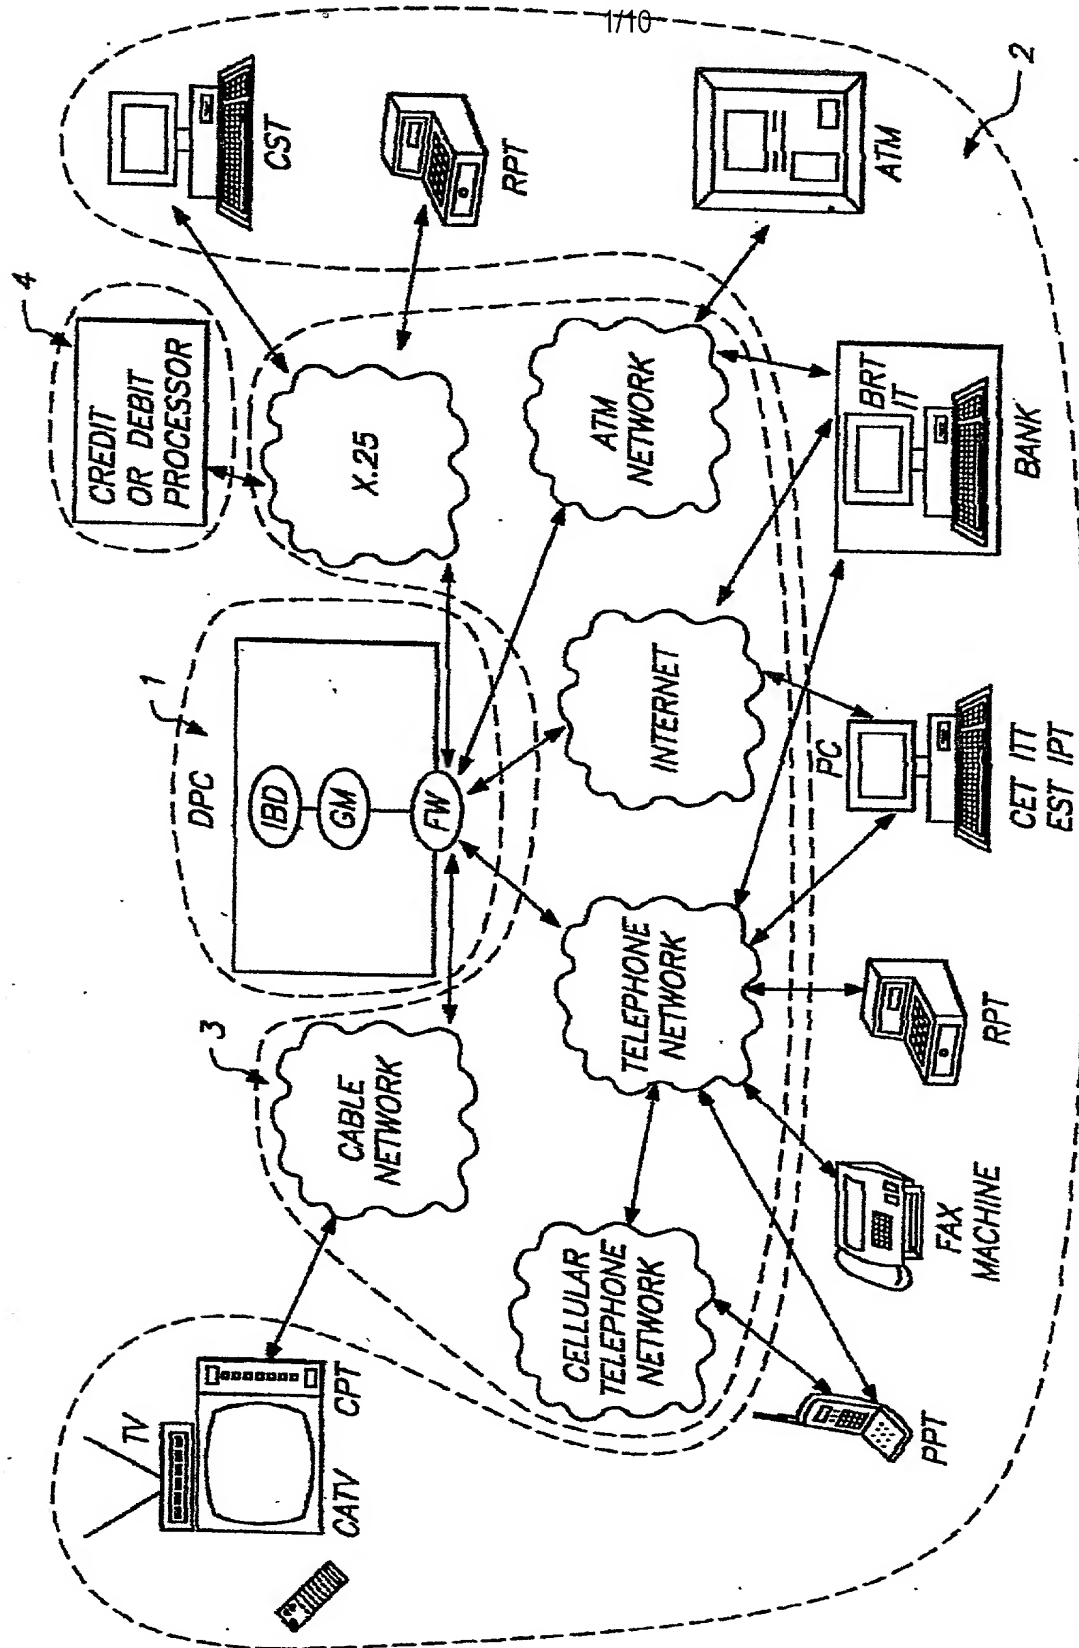 1/10
4
CREDIT
OR DEBIT
PROCESSOR
CST
RPT
1
DPC
IBD
GM
FW
X.25
ATM
NETWORK
ATM
2
3
CABLE
NETWORK
TELEPHONE
NETWORK
INTERNET
BRT
IT
BANK
TV
CATV CPT
CELLULAR
TELEPHONE
NETWORK
PC
CET ITT
EST IPT
PPT
FAX
MACHINE
RPT